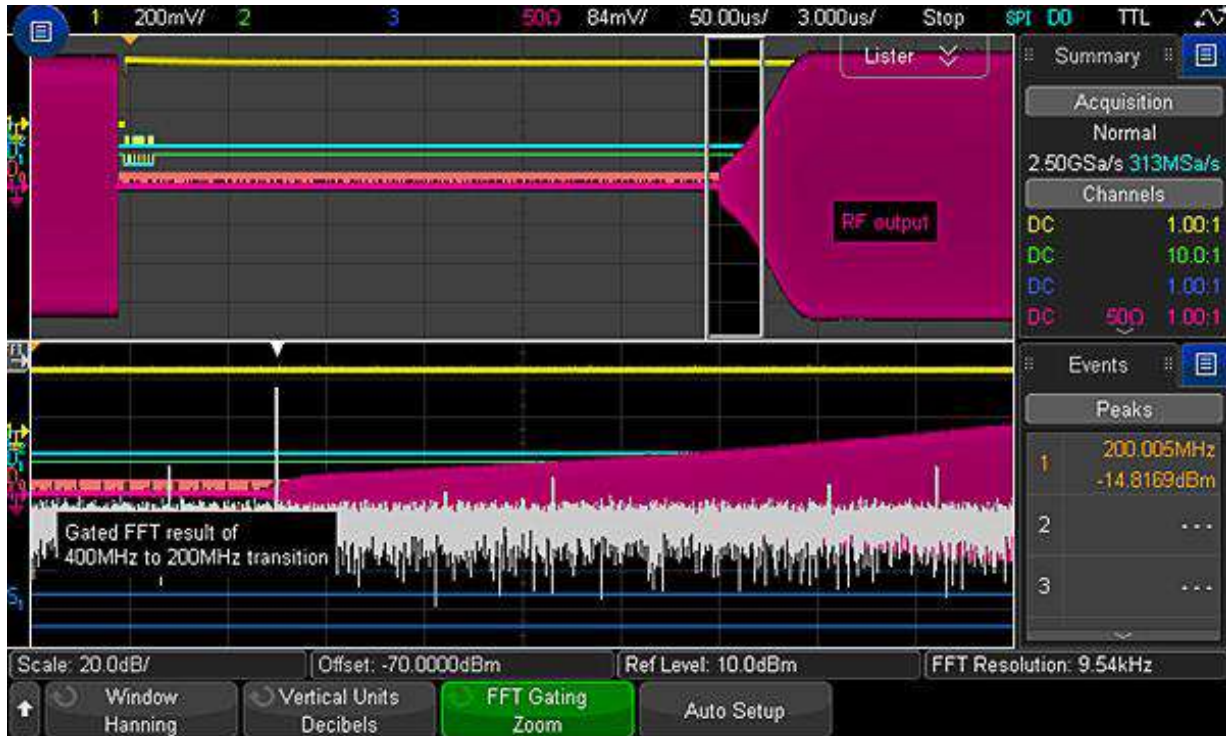 1 200mV/ 2 3 50Ω 84mV/ 50.00us/ 3.000us/ Stop SPI D0 TTL
Lister
RF output
Summary
Acquisition
Normal
2.50GSa/s 313MSa/s
Channels
DC 1.00:1
DC 10.0:1
DC 1.00:1
DC 50Ω 1.00:1
Gated FFT result of
400MHz to 200MHz transition
S1
Events
Peaks
1 200.005MHz
-14.8169dBm
2 ...
3 ...
Scale: 20.0dB/ Offset: -70.0000dBm Ref Level: 10.0dBm FFT Resolution: 9.54kHz
Window Vertical Units FFT Gating Auto Setup
Hanning Decibels Zoom